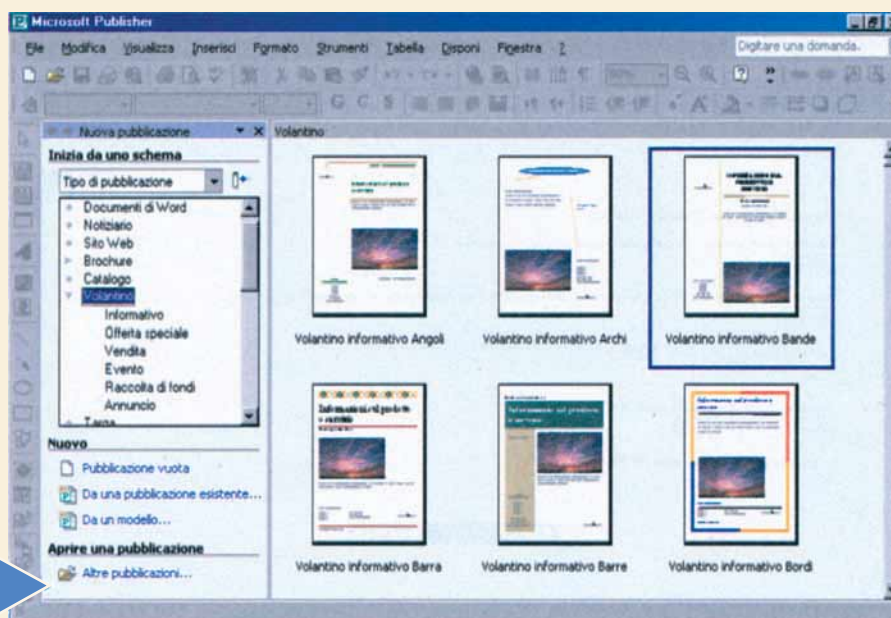 Microsoft Publisher
File Modifica Visualizza Inserisci Formato Strumenti Tabella Disponi Finestra ?
Digitare una domanda.
G C S
Nuova pubblicazione
Volantino
Inizia da uno schema
Tipo di pubblicazione
Documenti di Word
Notiziario
Sito Web
Brochure
Catalogo
Volantino
Informativo
Offerta speciale
Vendita
Evento
Raccolta di fondi
Annuncio
Targa
Nuovo
Pubblicazione vuota
Da una pubblicazione esistente...
Da un modello...
Aprire una pubblicazione
Altre pubblicazioni...
Volantino informativo Angoli
Volantino informativo Archi
Volantino informativo Bande
Volantino informativo Barra
Volantino informativo Barre
Volantino informativo Bordi